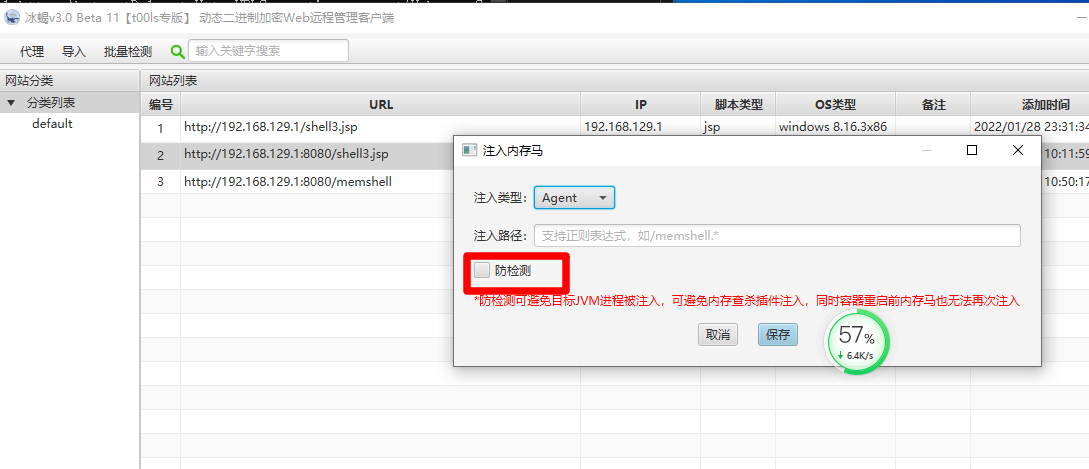 冰蝎v3.0 Beta 11【t00ls专版】 动态二进制加密Web远程管理客户端
代理 导入 批量检测 输入关键字搜索
网站分类 网站列表
分类列表 编号 URL IP 脚本类型 OS类型 备注 添加时间
default
1 http://192.168.129.1/shell3.jsp 192.168.129.1 jsp windows 8.16.3x86 2022/01/28 23:31:34
2 http://192.168.129.1:8080/shell3.jsp 10:11:59
3 http://192.168.129.1:8080/memshell 10:50:17
注入内存马
注入类型： Agent
注入路径： 支持正则表达式，如/memshell.*
防检测
*防检测可避免目标JVM进程被注入，可避免内存查杀插件注入，同时容器重启前内存马也无法再次注入
取消 保存
57%
6.4K/s